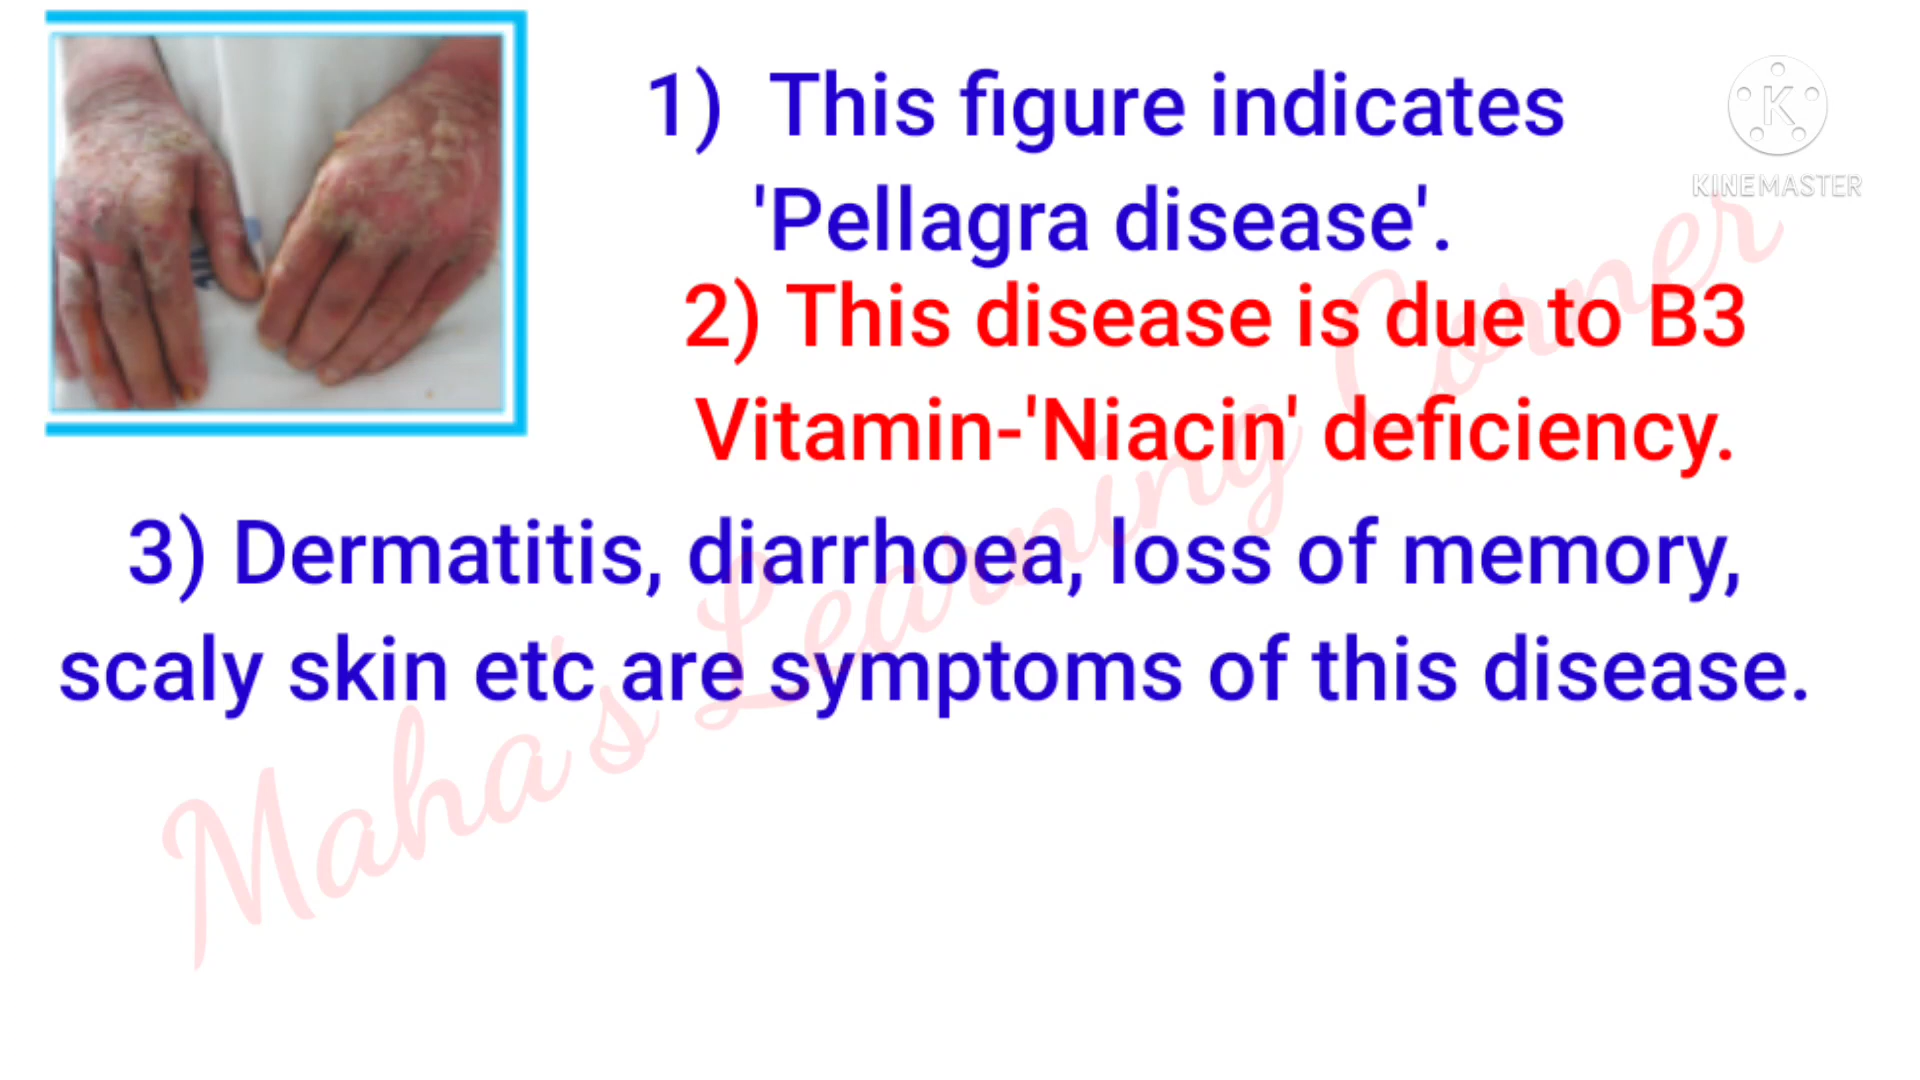 1) This figure indicates
'Pellagra disease'.
2) This disease is due to B3
Vitamin-'Niacin' deficiency.
3) Dermatitis, diarrhoea, loss of memory,
scaly skin etc are symptoms of this disease.
K
KINEMASTER
Maha's Learning Corner